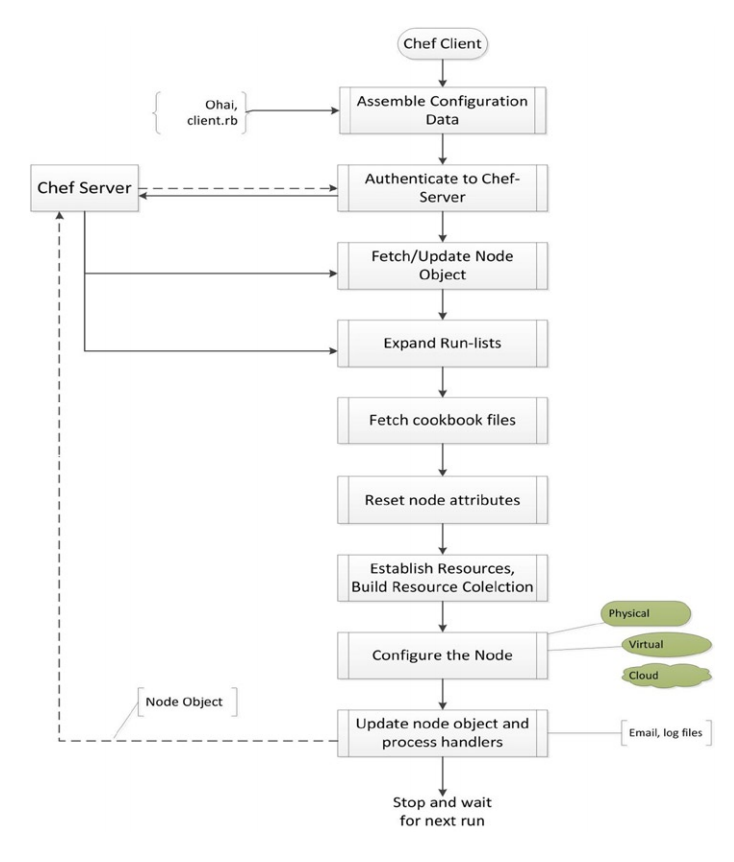 Chef Client
Ohai,
client.rb
Assemble Configuration
Data
Chef Server
Authenticate to Chef-
Server
Fetch/Update Node
Object
Expand Run-lists
Fetch cookbook files
Reset node attributes
Establish Resources,
Build Resource Colelction
Physical
Configure the Node
Virtual
Cloud
Node Object
Update node object and
process handlers
Email, log files
Stop and wait
for next run